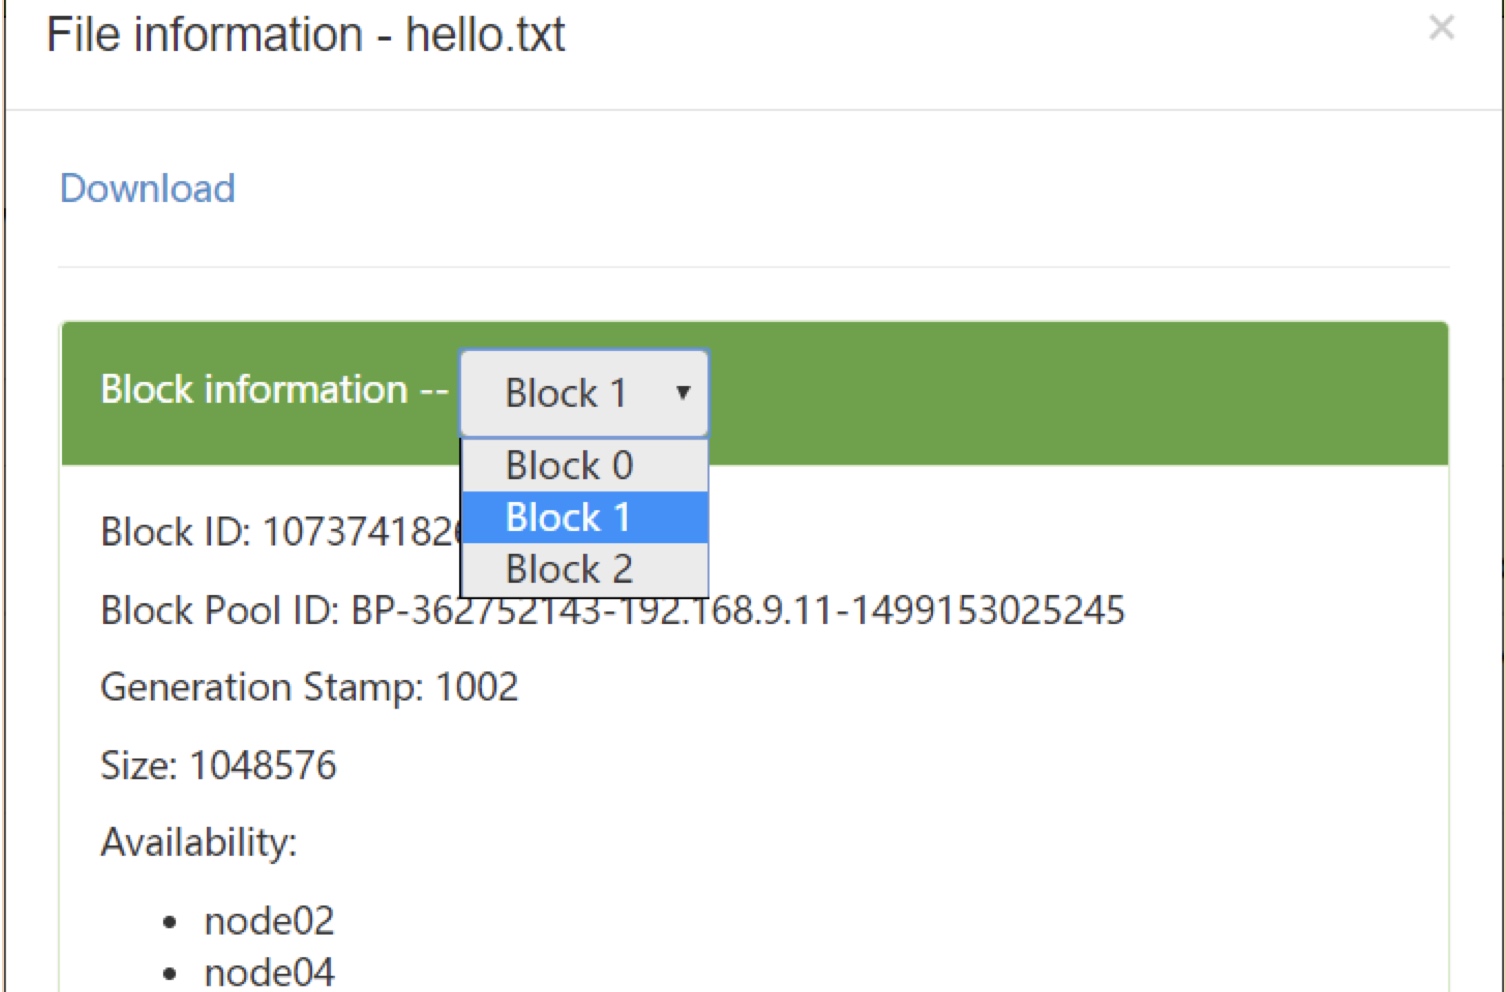 File information - hello.txt
×
Download
Block information -- Block 1 ▼
Block 0
Block 1
Block 2
Block ID: 107374182
Block Pool ID: BP-362752143-192.168.9.11-1499153025245
Generation Stamp: 1002
Size: 1048576
Availability:
• node02
• node04